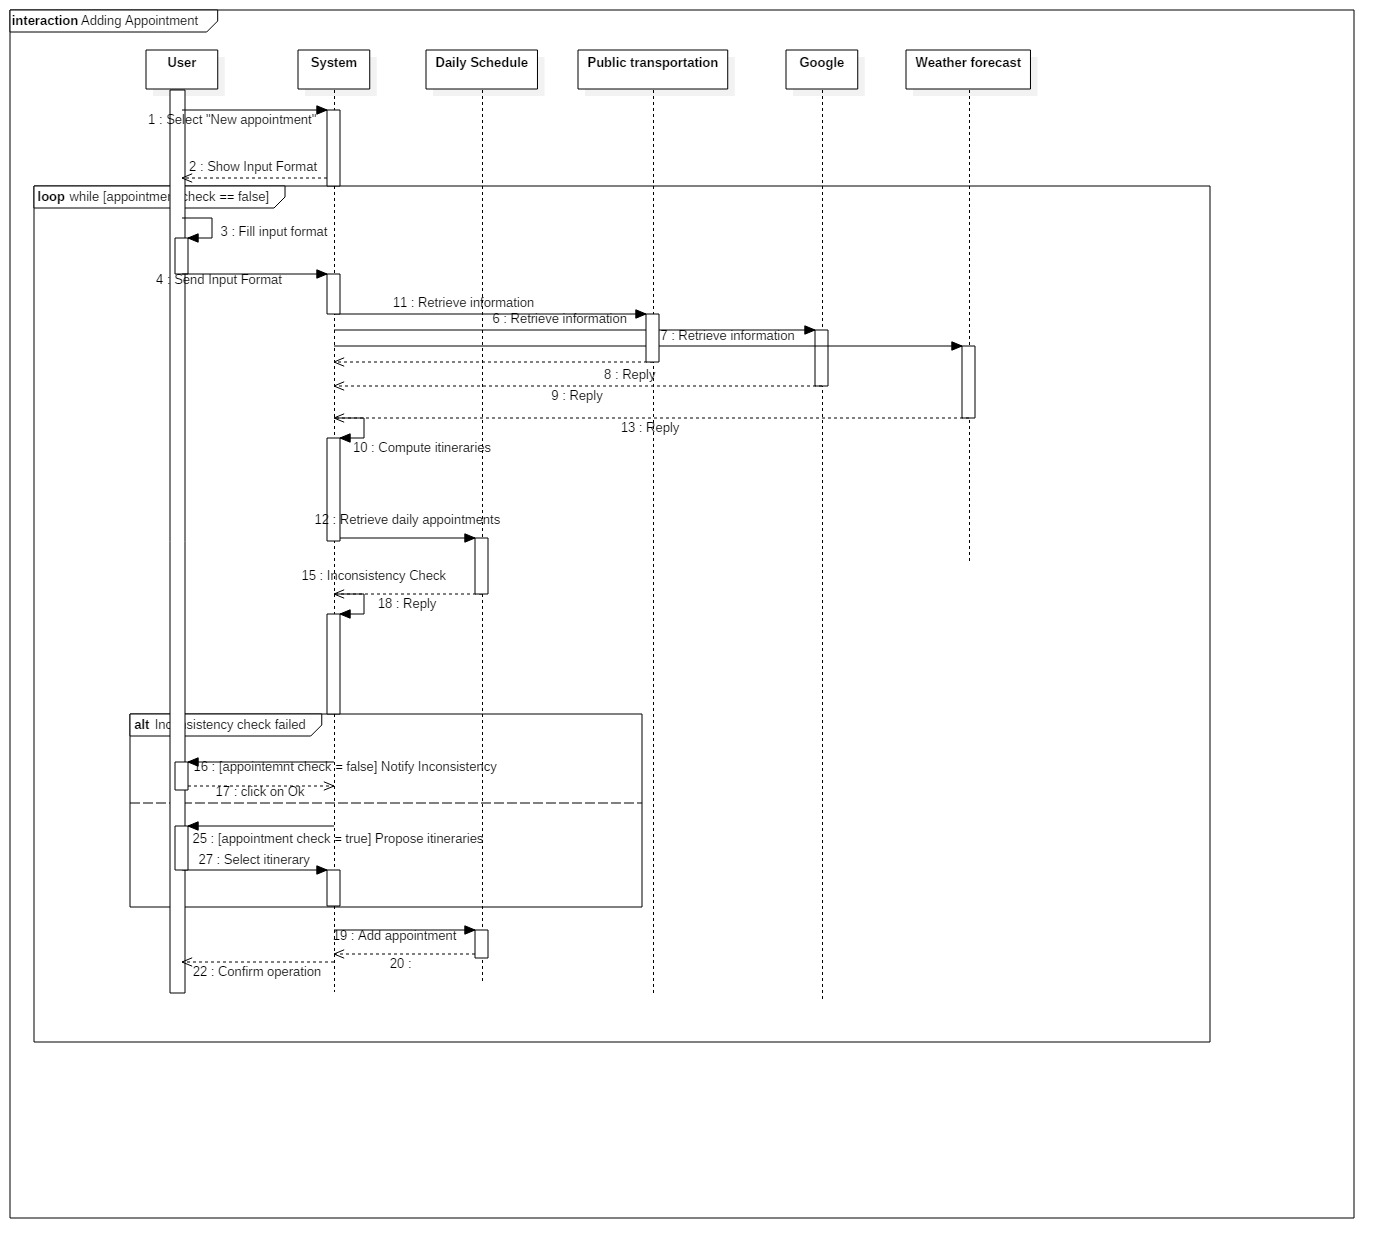 interaction Adding Appointment
User
System
Daily Schedule
Public transportation
Google
Weather forecast
1 : Select "New appointment"
2 : Show Input Format
loop while [appointment check == false]
3 : Fill input format
4 : Send Input Format
11 : Retrieve information
6 : Retrieve information
7 : Retrieve information
8 : Reply
9 : Reply
13 : Reply
10 : Compute itineraries
12 : Retrieve daily appointments
15 : Inconsistency Check
18 : Reply
alt Inconsistency check failed
16 : [appointemnt check = false] Notify Inconsistency
17 : click on Ok
25 : [appointment check = true] Propose itineraries
27 : Select itinerary
19 : Add appointment
20 :
22 : Confirm operation